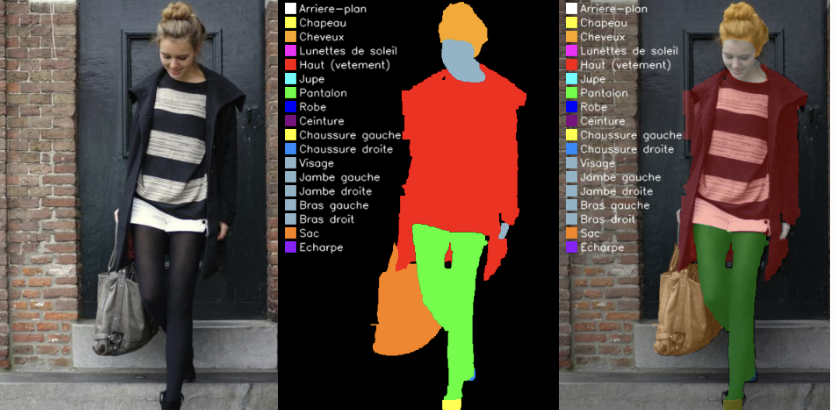 Arriere-plan
Chapeau
Cheveux
Lunettes de soleil
Haut (vetement)
Jupe
Pantalon
Robe
Ceinture
Chaussure gauche
Chaussure droite
Visage
Jambe gauche
Jambe droite
Bras gauche
Bras droit
Sac
Echarpe
Arriere-plan
Chapeau
Cheveux
Lunettes de soleil
Haut (vetement)
Jupe
Pantalon
Robe
Ceinture
Chaussure gauche
Chaussure droite
Visage
Jambe gauche
Jambe droite
Bras gauche
Bras droit
Sac
Echarpe